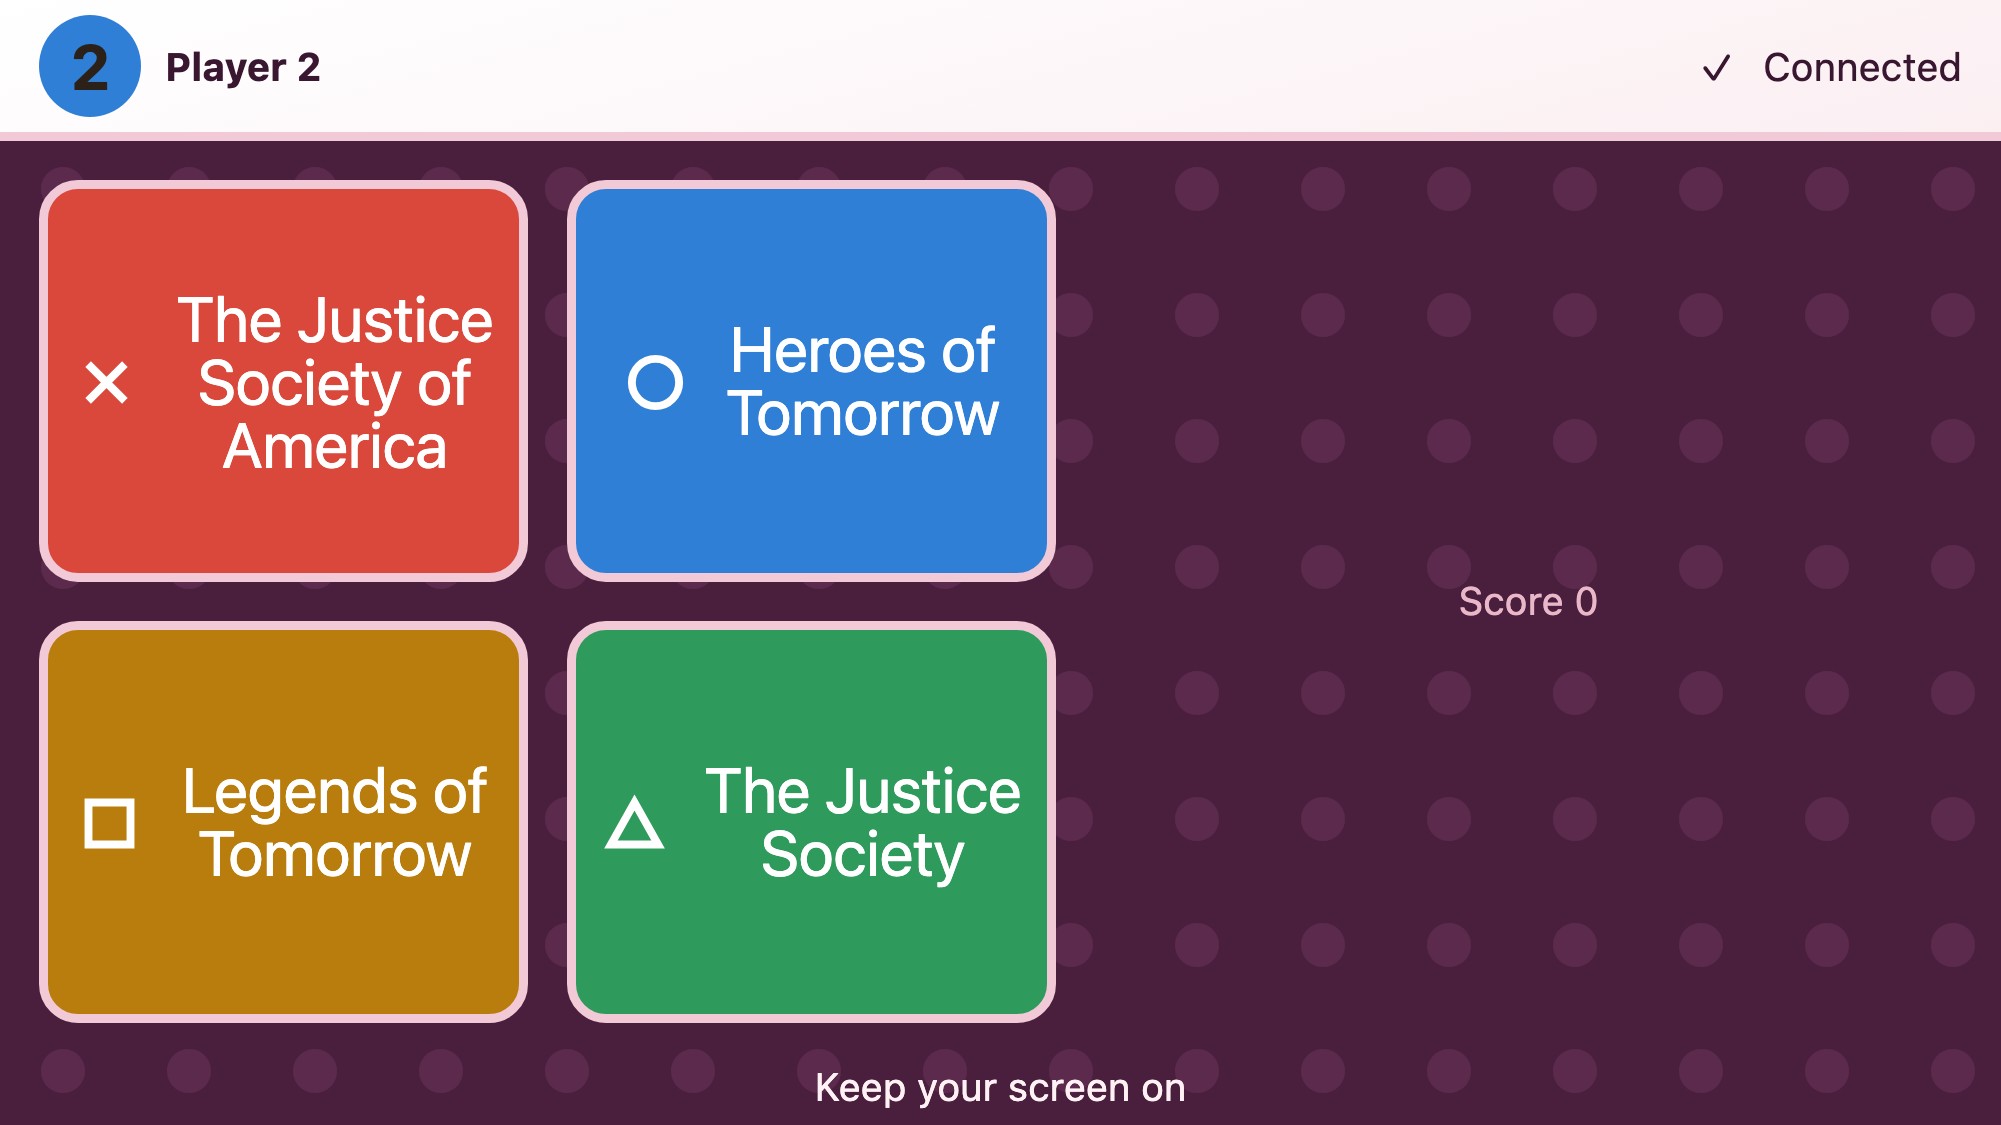 2
Player 2
✓ Connected
The Justice
Society of
America
Heroes of
Tomorrow
Legends of
Tomorrow
The Justice
Society
Score 0
Keep your screen on